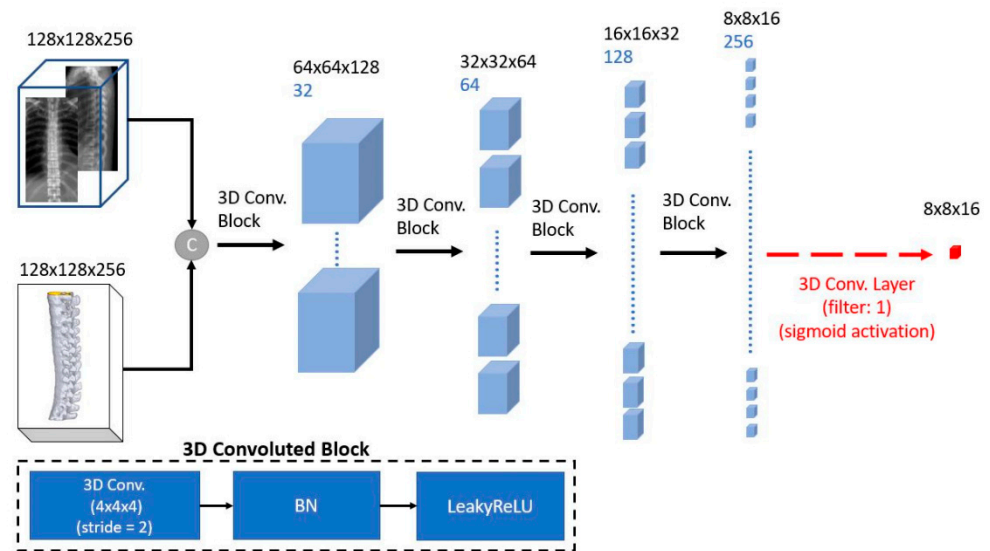 128x128x256
64x64x128
32
32x32x64
64
16x16x32
128
8x8x16
256
3D Conv.
Block
3D Conv.
Block
3D Conv.
Block
3D Conv.
Block
8x8x16
C
128x128x256
3D Conv. Layer
(filter: 1)
(sigmoid activation)
3D Convoluted Block
3D Conv.
(4x4x4)
(stride = 2)
BN
LeakyReLU